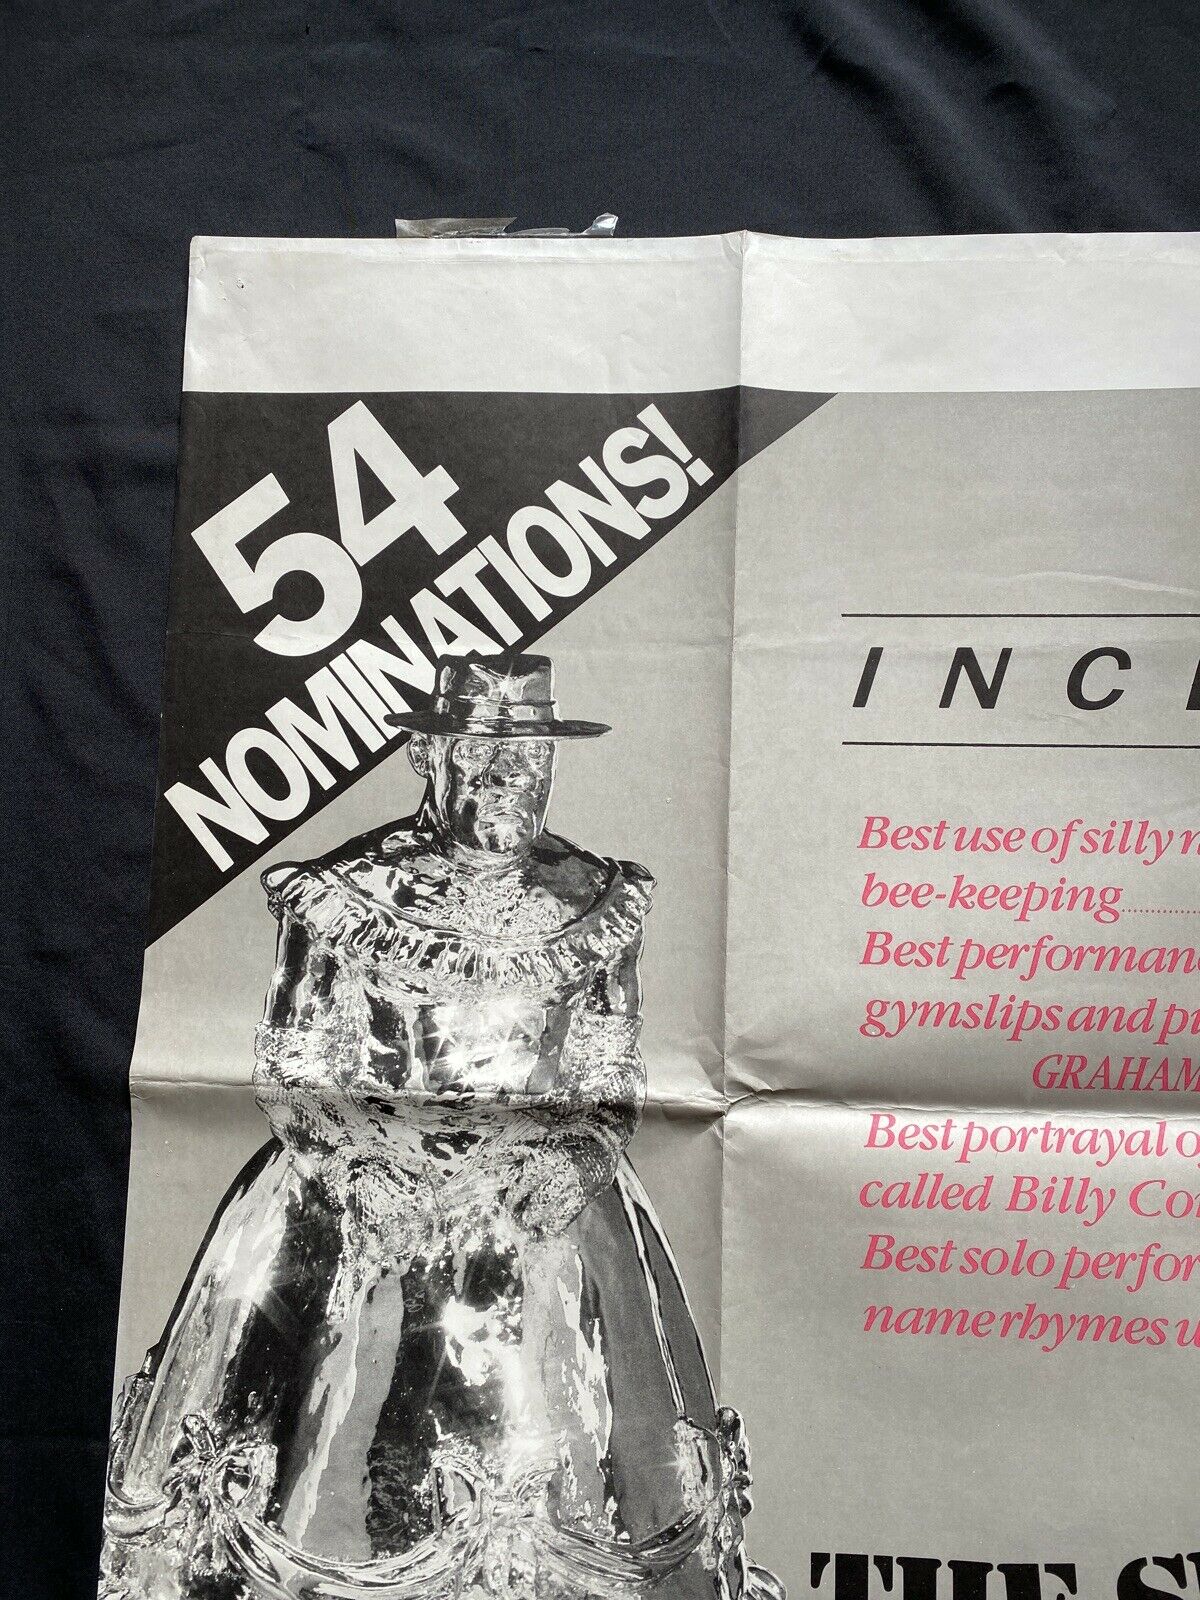 54
NOMINATIONS!
INC
Best use of silly
bee-keeping
Best performan
gymslips and p
GRAHAM
Best portrayal o
called Billy Co
Best solo perfor
name rhymes
THE S